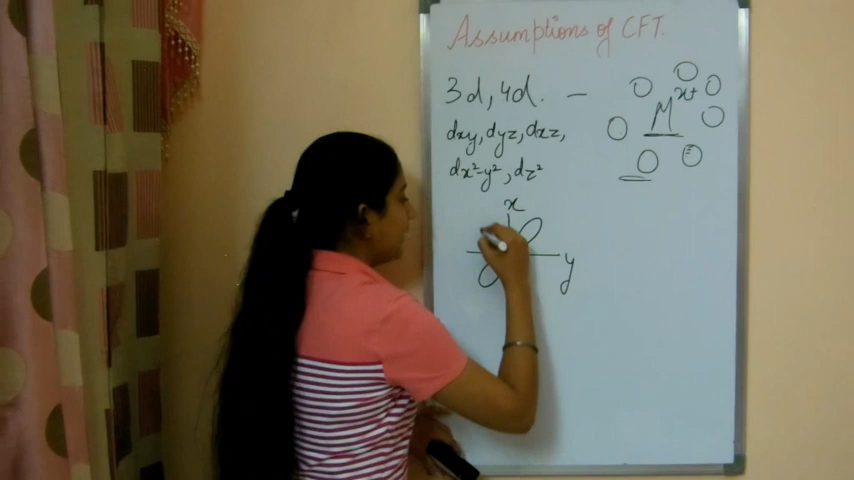 Assumptions of CFT.
3d, 4d. —
M x+
dxy, dyz, dxz,
dx²-y², dz²
x
y